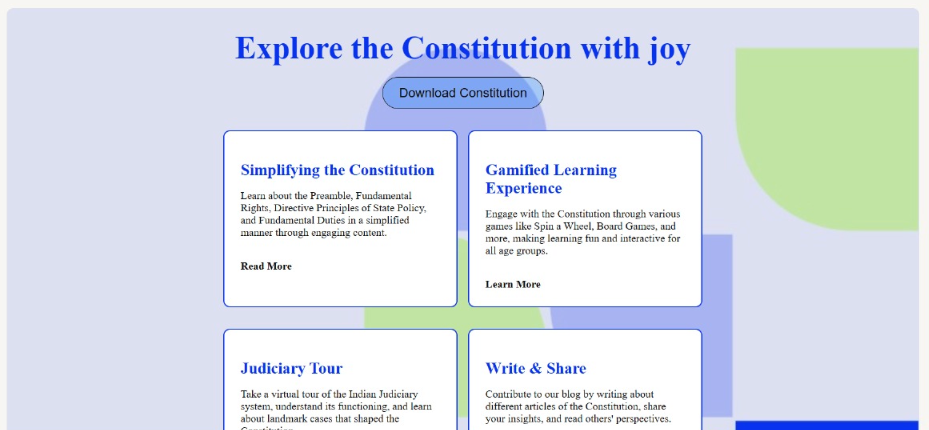 Explore the Constitution with joy
Download Constitution
Simplifying the Constitution
Learn about the Preamble, Fundamental
Rights, Directive Principles of State Policy,
and Fundamental Duties in a simplified
manner through engaging content.
Read More
Gamified Learning
Experience
Engage with the Constitution through various
games like Spin a Wheel, Board Games, and
more, making learning fun and interactive for
all age groups.
Learn More
Judiciary Tour
Take a virtual tour of the Indian Judiciary
system, understand its functioning, and learn
about landmark cases that shaped the
Constitution.
Write & Share
Contribute to our blog by writing about
different articles of the Constitution, share
your insights, and read others' perspectives.